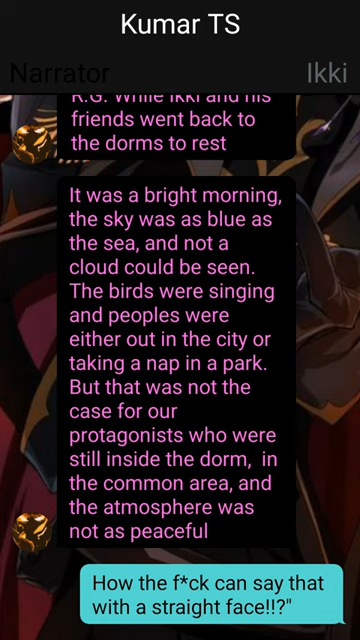 Kumar TS
Narrator
Ikki
R.G. While Ikki and his
friends went back to
the dorms to rest
It was a bright morning,
the sky was as blue as
the sea, and not a
cloud could be seen.
The birds were singing
and peoples were
either out in the city or
taking a nap in a park.
But that was not the
case for our
protagonists who were
still inside the dorm,  in
the common area, and
the atmosphere was
not as peaceful
How the f*ck can say that
with a straight face!!?"